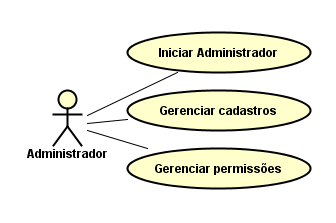 Iniciar Administrador
Gerenciar cadastros
Administrador
Gerenciar permissões